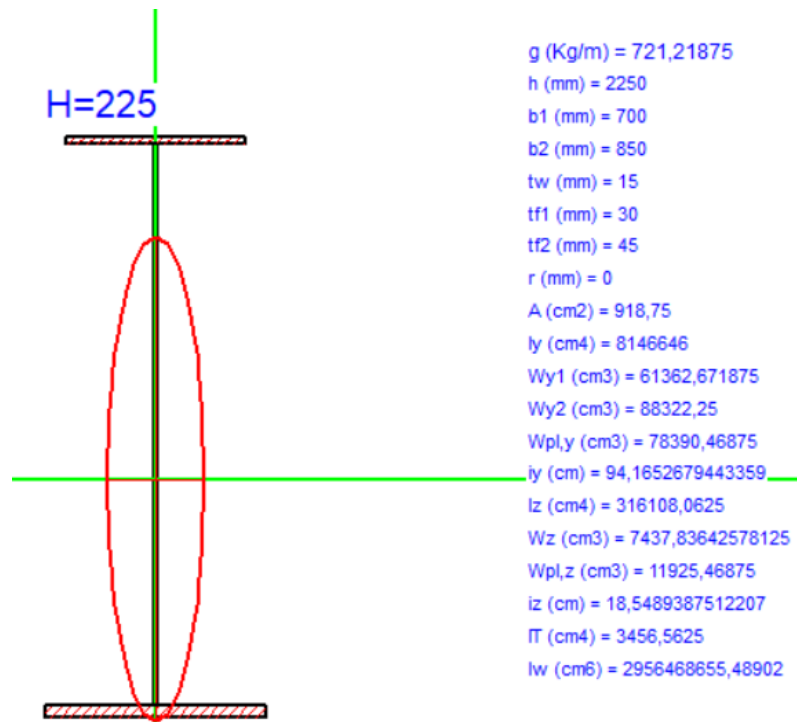 H=225
g (Kg/m) = 721,21875
h (mm) = 2250
b1 (mm) = 700
b2 (mm) = 850
tw (mm) = 15
tf1 (mm) = 30
tf2 (mm) = 45
r (mm) = 0
A (cm2) = 918,75
Iy (cm4) = 8146646
Wy1 (cm3) = 61362,671875
Wy2 (cm3) = 88322,25
Wpl,y (cm3) = 78390,46875
iy (cm) = 94,1652679443359
Iz (cm4) = 316108,0625
Wz (cm3) = 7437,83642578125
Wpl,z (cm3) = 11925,46875
iz (cm) = 18,5489387512207
IT (cm4) = 3456,5625
Iw (cm6) = 2956468655,48902